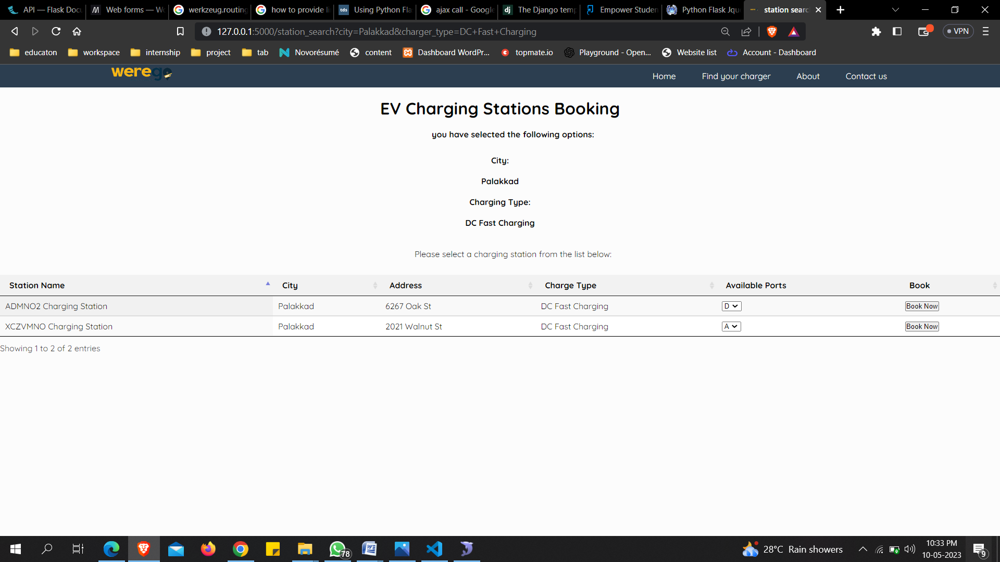 API — Flask Docu
Web forms — Wo
werkzeug.routing
how to provide li
tds Using Python Fla
ajax call - Google
dj The Django temp
Empower Studen
Python Flask Jqu
station searc
127.0.0.1:5000/station_search?city=Palakkad&charger_type=DC+Fast+Charging
VPN
educaton
workspace
internship
project
tab
Novorésumé
content
Dashboard WordPr...
topmate.io
Playground - Open...
Website list
Account - Dashboard
werego
Home
Find your charger
About
Contact us
EV Charging Stations Booking
you have selected the following options:
City:
Palakkad
Charging Type:
DC Fast Charging
Please select a charging station from the list below:
Station Name City Address Charge Type Available Ports Book
ADMNO2 Charging Station Palakkad 6267 Oak St DC Fast Charging D Book Now
XCZVMNO Charging Station Palakkad 2021 Walnut St DC Fast Charging A Book Now
Showing 1 to 2 of 2 entries
78
28°C Rain showers
10:33 PM
10-05-2023
9